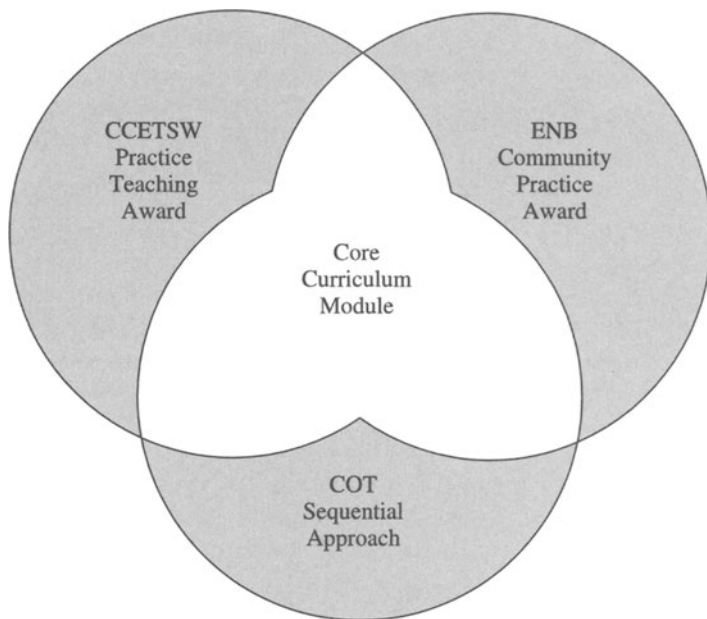 CCETSW
Practice
Teaching
Award
ENB
Community
Practice
Award
Core
Curriculum
Module
COT
Sequential
Approach